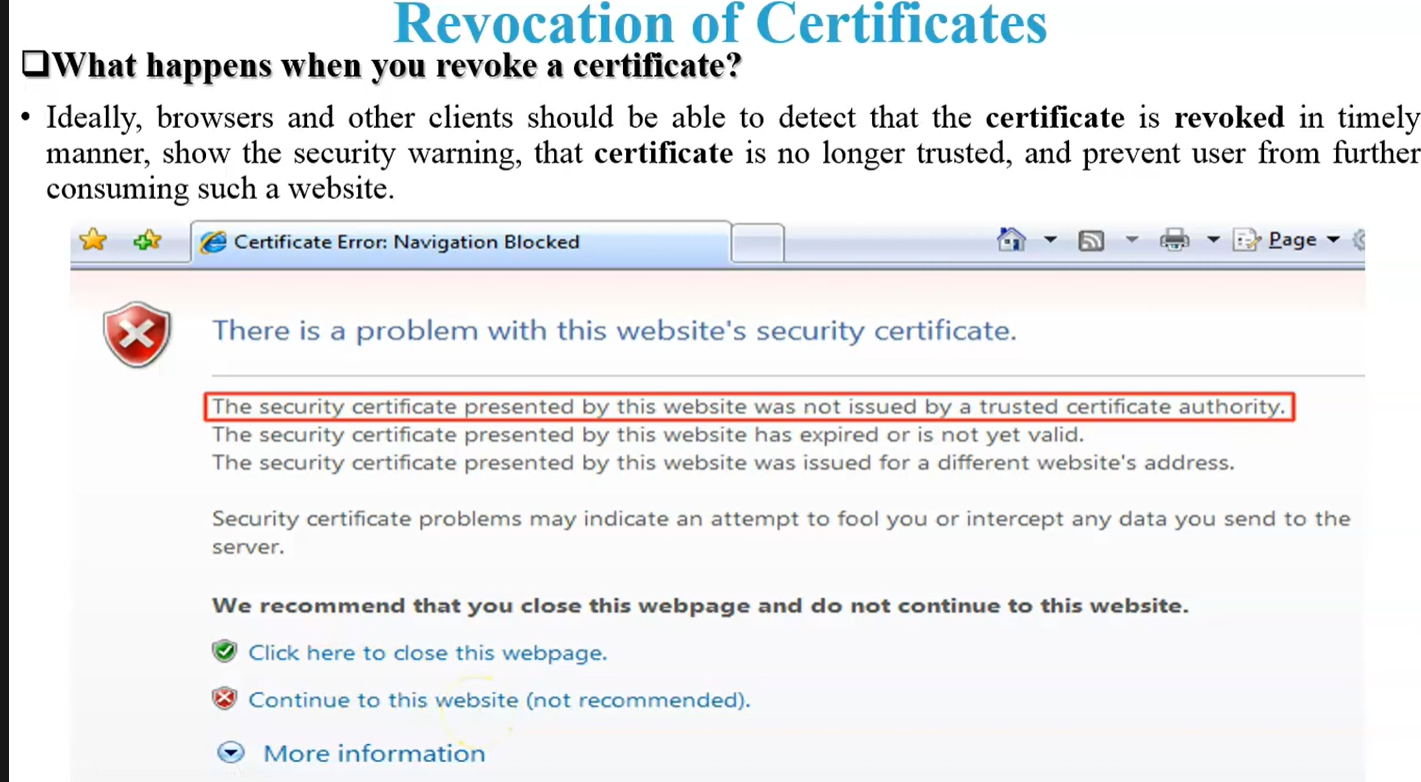 Revocation of Certificates
❑What happens when you revoke a certificate?
• Ideally, browsers and other clients should be able to detect that the certificate is revoked in timely
manner, show the security warning, that certificate is no longer trusted, and prevent user from further
consuming such a website.
Certificate Error: Navigation Blocked
Page
There is a problem with this website's security certificate.
The security certificate presented by this website was not issued by a trusted certificate authority.
The security certificate presented by this website has expired or is not yet valid.
The security certificate presented by this website was issued for a different website's address.
Security certificate problems may indicate an attempt to fool you or intercept any data you send to the
server.
We recommend that you close this webpage and do not continue to this website.
Click here to close this webpage.
Continue to this website (not recommended).
More information